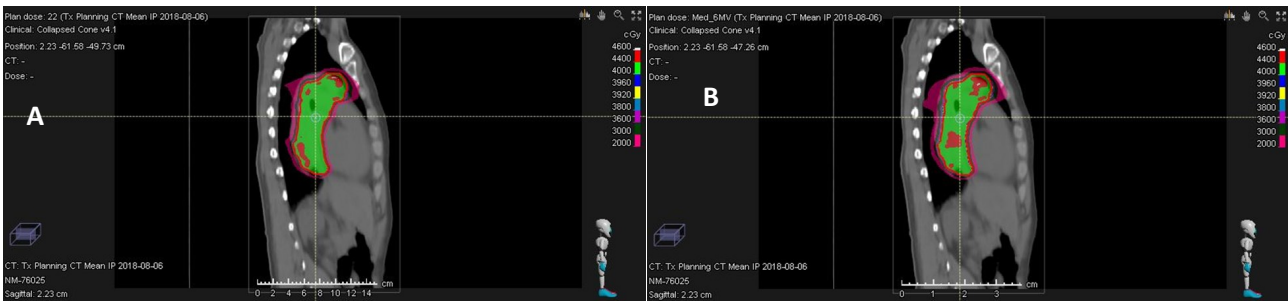 Plan dose: 22 (Tx Planning CT Mean IP 2018-08-06)
Clinical: Collapsed Cone v4.1
Position: 2.23 -61.58 -49.73 cm
CT: -
Dose: -
A
cGy
4600
4400
4000
3960
3920
3800
3600
3000
2000
CT: Tx Planning CT Mean IP 2018-08-06
NM-76025
Sagittal: 2.23 cm
0 2 4 6 8 10 12 14 cm
Plan dose: Med_6MV (Tx Planning CT Mean IP 2018-08-06)
Clinical: Collapsed Cone v4.1
Position: 2.23 -61.58 -47.26 cm
CT: -
Dose: -
B
cGy
4600
4400
4000
3960
3920
3800
3600
3000
2000
CT: Tx Planning CT Mean IP 2018-08-06
NM-76025
Sagittal: 2.23 cm
0 1 2 3 cm